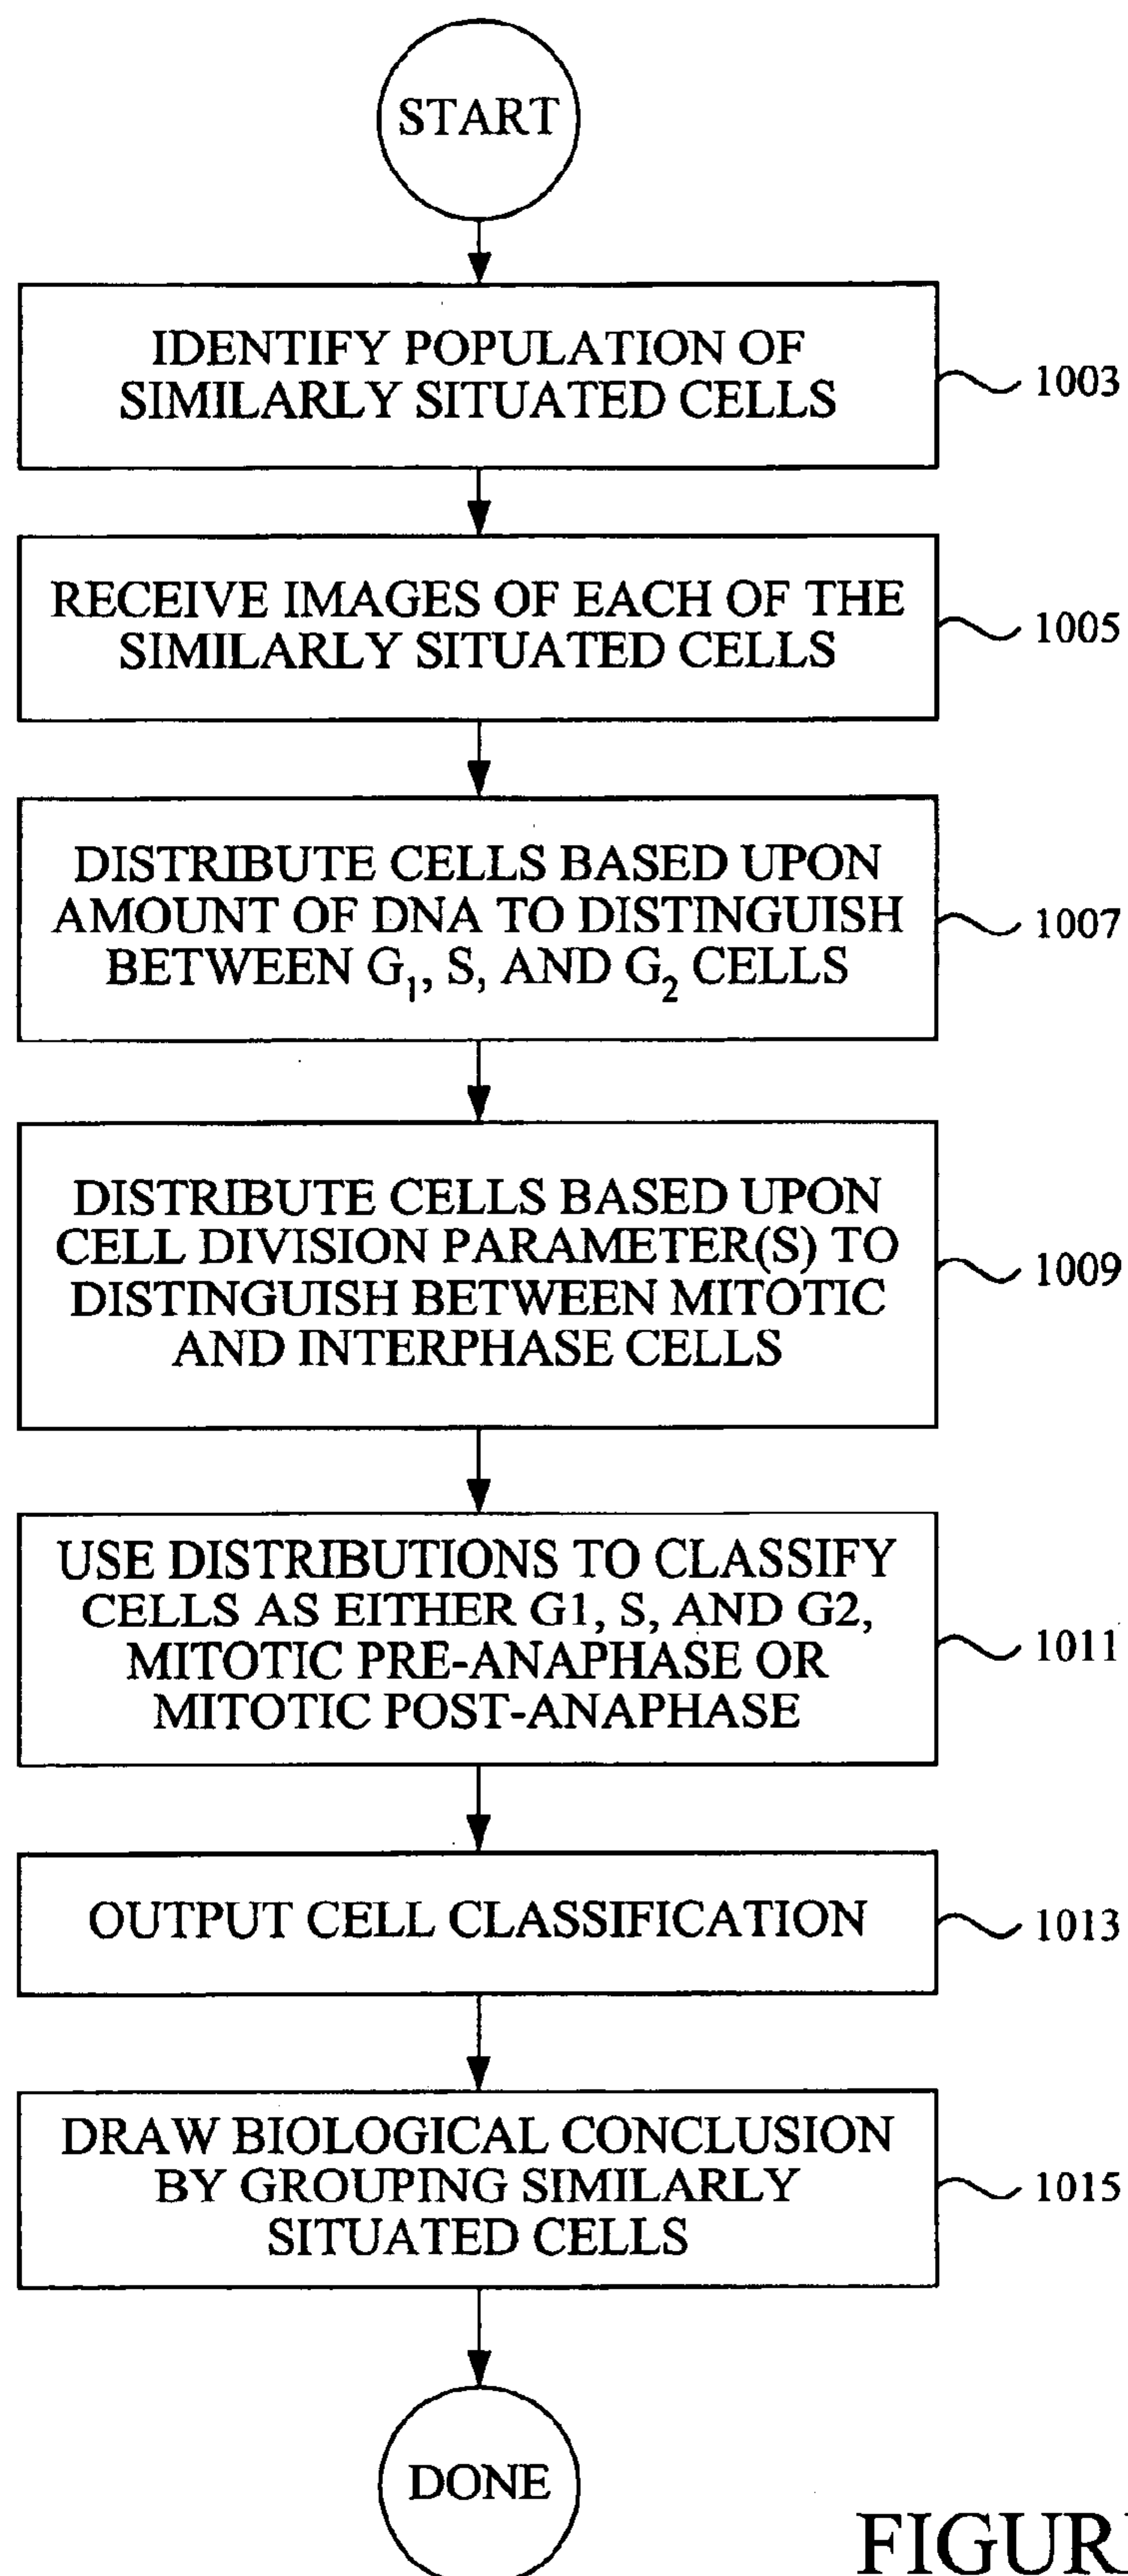 START
IDENTIFY POPULATION OF
SIMILARLY SITUATED CELLS
1003
RECEIVE IMAGES OF EACH OF THE
SIMILARLY SITUATED CELLS
1005
DISTRIBUTE CELLS BASED UPON
AMOUNT OF DNA TO DISTINGUISH
BETWEEN G₁, S, AND G₂ CELLS
1007
DISTRIBUTE CELLS BASED UPON
CELL DIVISION PARAMETER(S) TO
DISTINGUISH BETWEEN MITOTIC
AND INTERPHASE CELLS
1009
USE DISTRIBUTIONS TO CLASSIFY
CELLS AS EITHER G1, S, AND G2,
MITOTIC PRE-ANAPHASE OR
MITOTIC POST-ANAPHASE
1011
OUTPUT CELL CLASSIFICATION
1013
DRAW BIOLOGICAL CONCLUSION
BY GROUPING SIMILARLY
SITUATED CELLS
1015
DONE